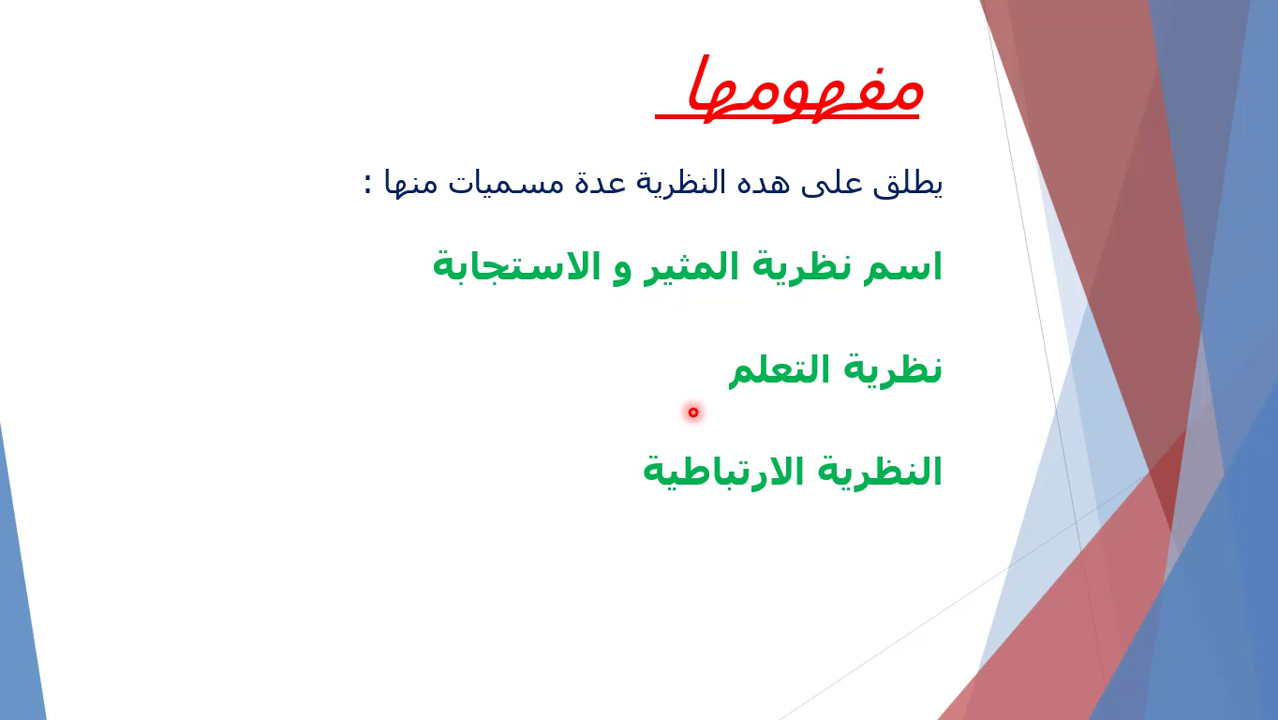 مفهومها
يطلق على هده النظرية عدة مسميات منها :
اسم نظرية المثير و الاستجابة
نظرية التعلم
النظرية الارتباطية